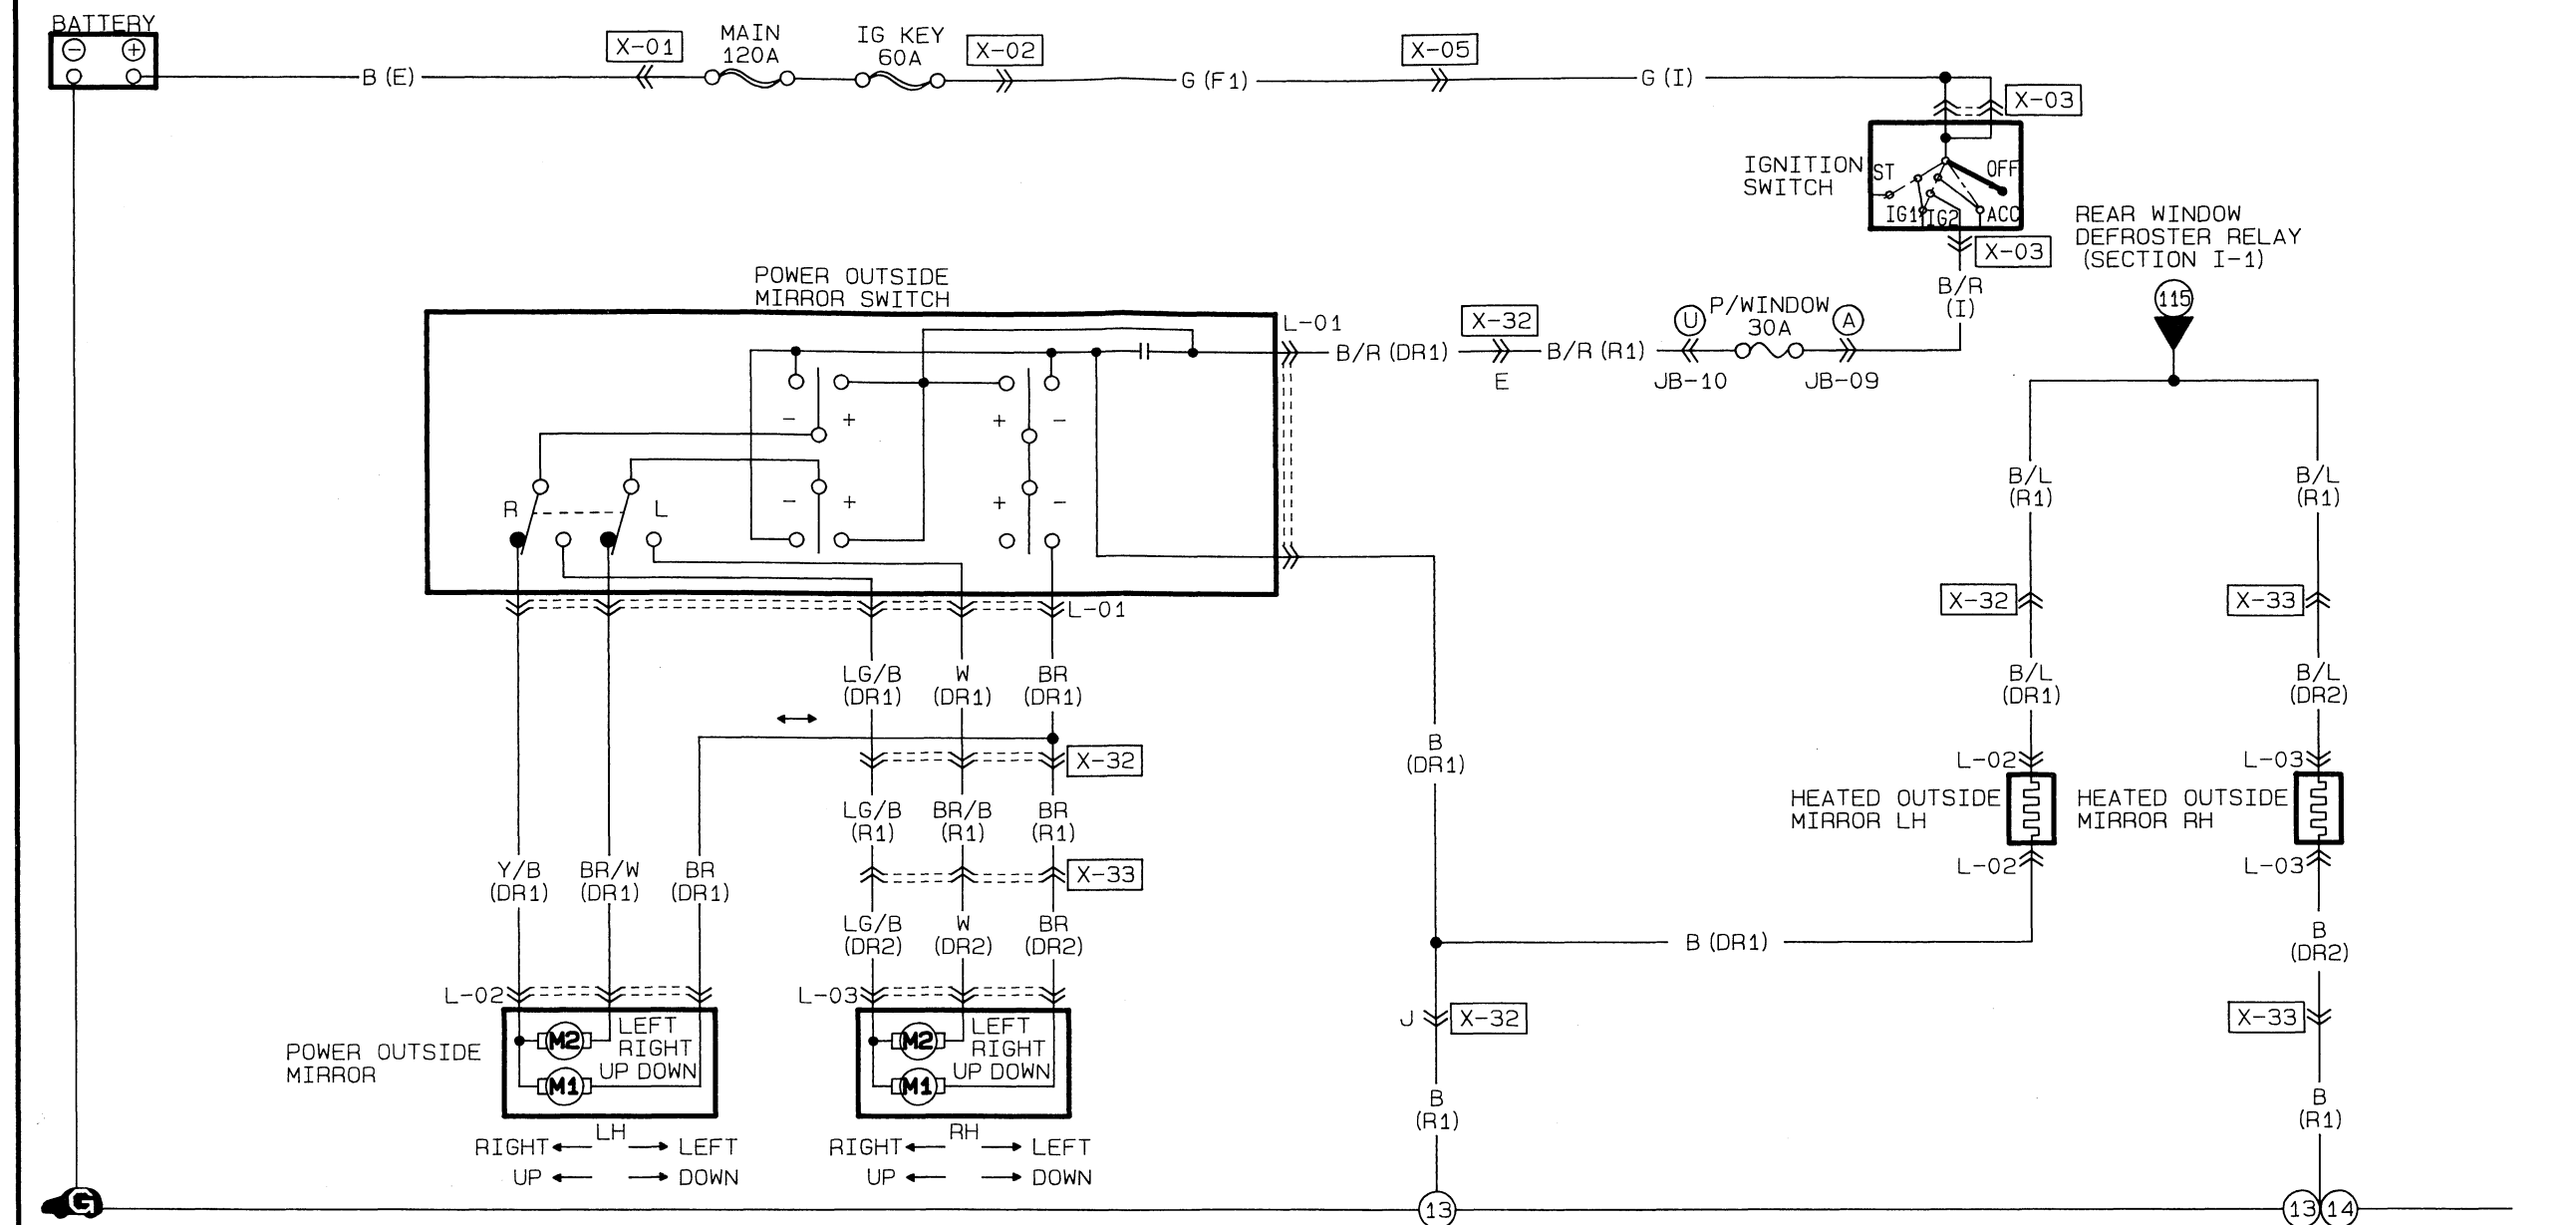 BATTERY
− +
B (E)
X-01
MAIN
120A
IG KEY
60A
X-02
G (F1)
X-05
G (I)
X-03
IGNITION
SWITCH
ST
OFF
IG1
IG2
ACC
X-03
B/R
(I)
REAR WINDOW
DEFROSTER RELAY
(SECTION I-1)
115
POWER OUTSIDE
MIRROR SWITCH
L-01
B/R (DR1)
X-32
E
B/R (R1)
U
JB-10
P/WINDOW
30A
A
JB-09
− +
+ −
− +
+ −
R
L
L-01
B/L
(R1)
B/L
(R1)
X-32
X-33
LG/B
(DR1)
W
(DR1)
BR
(DR1)
B/L
(DR1)
B/L
(DR2)
X-32
B
(DR1)
L-02
L-03
HEATED OUTSIDE
MIRROR LH
HEATED OUTSIDE
MIRROR RH
LG/B
(R1)
BR/B
(R1)
BR
(R1)
L-02
L-03
Y/B
(DR1)
BR/W
(DR1)
BR
(DR1)
X-33
LG/B
(DR2)
W
(DR2)
BR
(DR2)
B (DR1)
B
(DR2)
L-02
L-03
J
X-32
X-33
POWER OUTSIDE
MIRROR
M2
LEFT
RIGHT
UP DOWN
M1
M2
LEFT
RIGHT
UP DOWN
M1
B
(R1)
B
(R1)
LH
RIGHT ← → LEFT
UP ← → DOWN
RH
RIGHT ← → LEFT
UP ← → DOWN
G
13
13
14